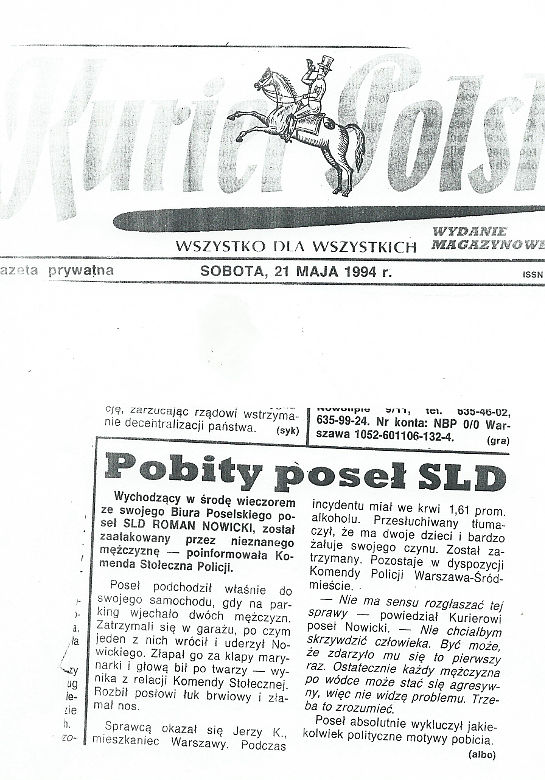 Kurier Polsk
WSZYSTKO DLA WSZYSTKICH
WYDANIE
MAGAZYNOWE
azeta prywatna
SOBOTA, 21 MAJA 1994 r.
ISSN
cję, zarzucając rządowi wstrzyma-
nie decentralizacji państwa. (syk)
Nowolipie 9/11, tel. 635-46-02,
635-99-24. Nr konta: NBP 0/0 War-
szawa 1052-601106-132-4. (gra)
Pobity poseł SLD
Wychodzący w środę wieczorem
ze swojego Biura Poselskiego po-
seł SLD ROMAN NOWICKI, został
zaatakowany przez nieznanego
mężczyznę — poinformowała Ko-
menda Stołeczna Policji.
Poseł podchodził właśnie do
swojego samochodu, gdy na par-
king wjechało dwóch mężczyzn.
Zatrzymali się w garażu, po czym
jeden z nich wrócił i uderzył No-
wickiego. Złapał go za klapy mary-
narki i głową bił po twarzy — wy-
nika z relacji Komendy Stołecznej.
Rozbił posłowi łuk brwiowy i zła-
mał nos.
Sprawcą okazał się Jerzy K.,
mieszkaniec Warszawy. Podczas
incydentu miał we krwi 1,61 prom.
alkoholu. Przesłuchiwany tłuma-
czył, że ma dwoje dzieci i bardzo
żałuje swojego czynu. Został za-
trzymany. Pozostaje w dyspozycji
Komendy Policji Warszawa-Śród-
mieście.
— Nie ma sensu rozgłaszać tej
sprawy — powiedział Kurierowi
poseł Nowicki. — Nie chciałbym
skrzywdzić człowieka. Być może,
że zdarzyło mu się to pierwszy
raz. Ostatecznie każdy mężczyzna
po wódce może stać się agresyw-
ny, więc nie widzę problemu. Trze-
ba to zrozumieć.
Poseł absolutnie wykluczył jakie-
kolwiek polityczne motywy pobicia.
(albo)